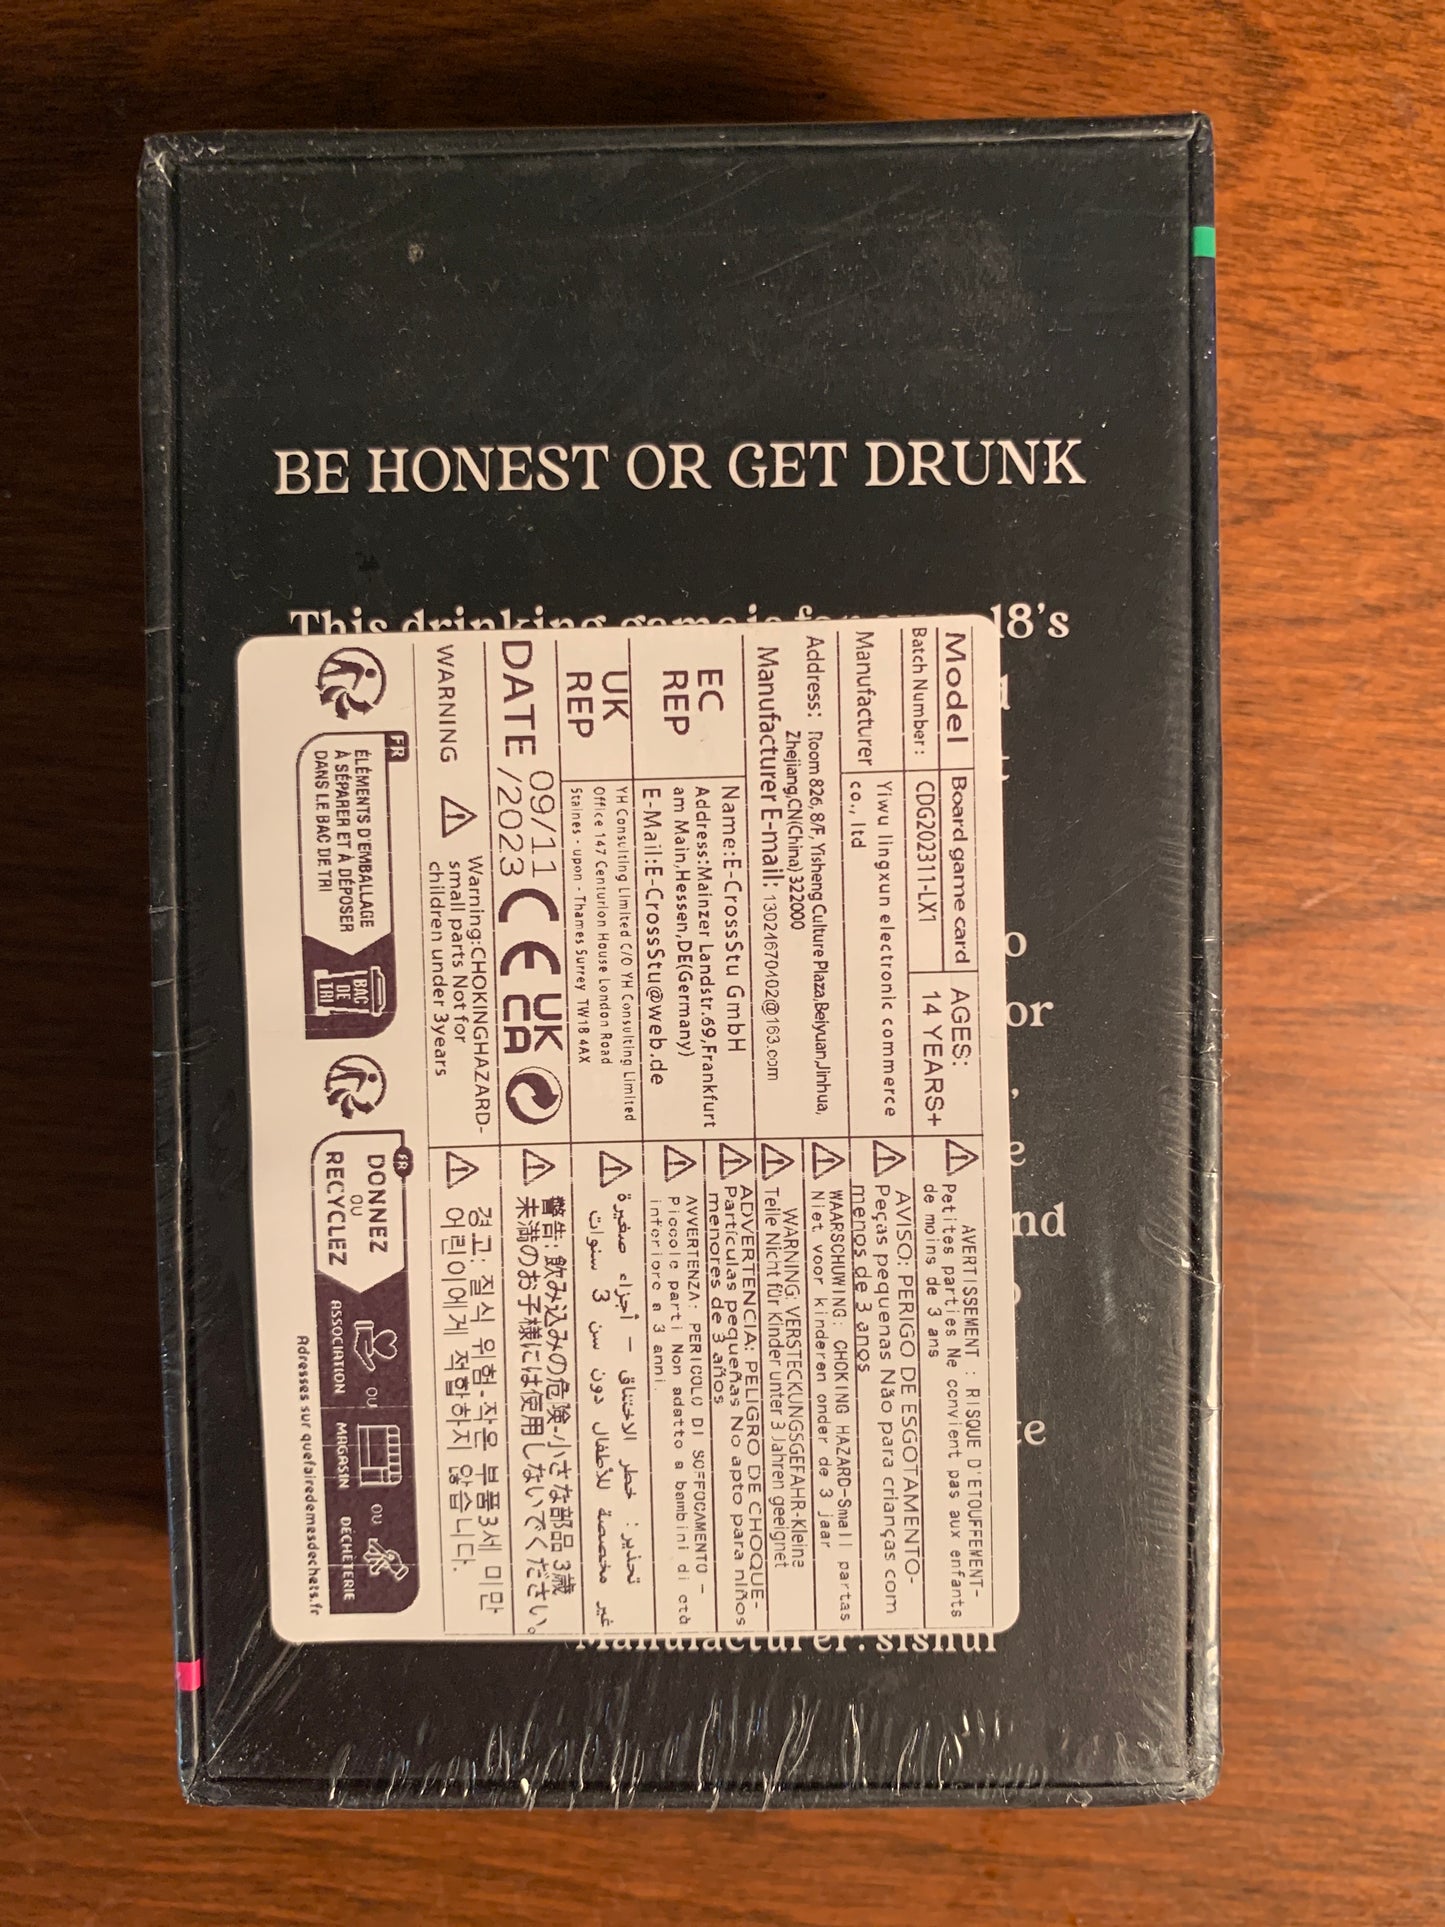 BE HONEST OR GET DRUNK
This drinking game is 18's
Model Board game card AGES:
14 YEARS+
Batch Number: CDG202311-LX1
Manufacturer Yiwu lingxun electronic commerce
co., ltd
Address: Room 826, 8/F, Yisheng Culture Plaza,Beiyuan,Jinhua,
Zhejiang,CN(China) 322000
Manufacturer E-mail: 13024670402@163.com
EC
REP
Name:E-CrossStu GmbH
Address:Mainzer Landstr.69,Frankfurt
am Main,Hessen,DE(Germany)
E-Mail:E-CrossStu@web.de
UK
REP
YH Consulting Limited C/O YH Consulting Limited
Office 147 Centurion House London Road
Staines - upon - Thames Surrey TW18 4AX
DATE 09/11
/2023
CE
UK
CA
WARNING
Warning:CHOKINGHAZARD-
small parts Not for
children under 3years
AVERTISSEMENT : RISQUE D'ETOUFFEMENT-
Petites parties Ne convient pas aux enfants
de moins de 3 ans
AVISO: PERIGO DE ESGOTAMENTO-
Peças pequenas Não para crianças com
menos de 3 anos
WAARSCHUWING: CHOKING HAZARD-Small partas
Niet voor kinderen onder de 3 jaar
WARNING: VERSTECKUNGSGEFAHR-Kleine
Teile Nicht für Kinder unter 3 Jahren geeignet
ADVERTENCIA: PELIGRO DE CHOQUE-
Partículas pequeñas No apto para niños
menores de 3 años
AVVERTENZA: PERICOLO DI SOFFOCAMENTO -
Piccole parti Non adatto a bambini di età
inferiore a 3 anni.
تحذير : خطر الاختناق - أجزاء صغيرة
غير مخصصة للأطفال دون سن 3 سنوات
警告: 飲み込みの危険-小さな部品 3歳
未満のお子様には使用しないでください。
경고: 질식 위험-작은 부품3세 미만
어린이에게 적합하지 않습니다.
FR
ÉLÉMENTS D'EMBALLAGE
À SÉPARER ET À DÉPOSER
DANS LE BAC DE TRI
BAC
DE
TRI
FR
DONNEZ
OU
RECYCLEZ
ASSOCIATION OU MAGASIN OU DÉCHÈTERIE
Adresses sur quefairedemesdechets.fr
Manufacturer: sishui